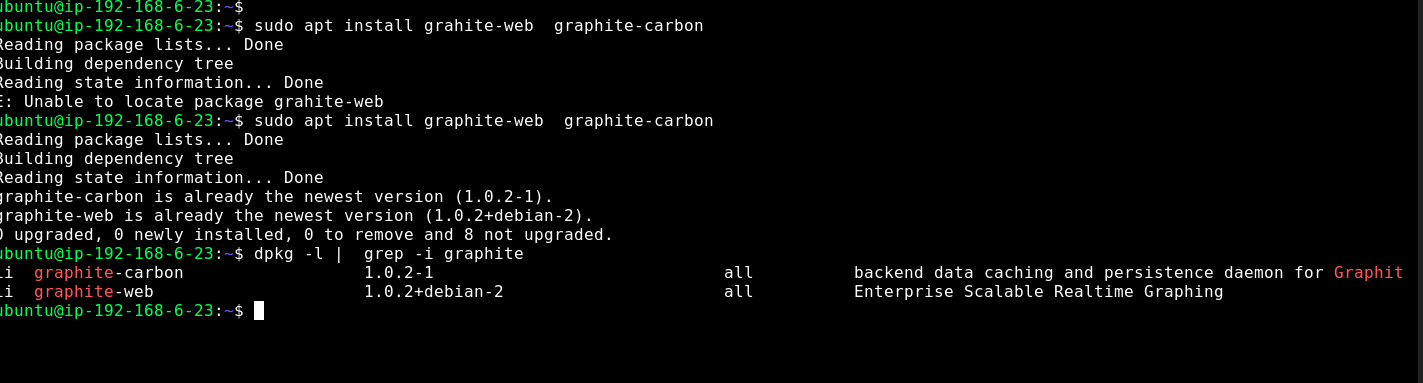 ubuntu@ip-192-168-6-23:~$
ubuntu@ip-192-168-6-23:~$ sudo apt install grahite-web  graphite-carbon
Reading package lists... Done
Building dependency tree
Reading state information... Done
E: Unable to locate package grahite-web
ubuntu@ip-192-168-6-23:~$ sudo apt install graphite-web  graphite-carbon
Reading package lists... Done
Building dependency tree
Reading state information... Done
graphite-carbon is already the newest version (1.0.2-1).
graphite-web is already the newest version (1.0.2+debian-2).
0 upgraded, 0 newly installed, 0 to remove and 8 not upgraded.
ubuntu@ip-192-168-6-23:~$ dpkg -l |  grep -i graphite
ii  graphite-carbon                  1.0.2-1                             all          backend data caching and persistence daemon for Graphit
ii  graphite-web                     1.0.2+debian-2                      all          Enterprise Scalable Realtime Graphing
ubuntu@ip-192-168-6-23:~$